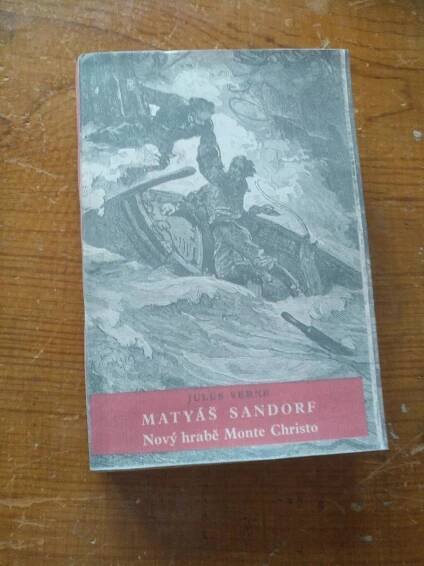 JULES VERNE
MATYÁŠ SANDORF
Nový hrabě Monte Christo